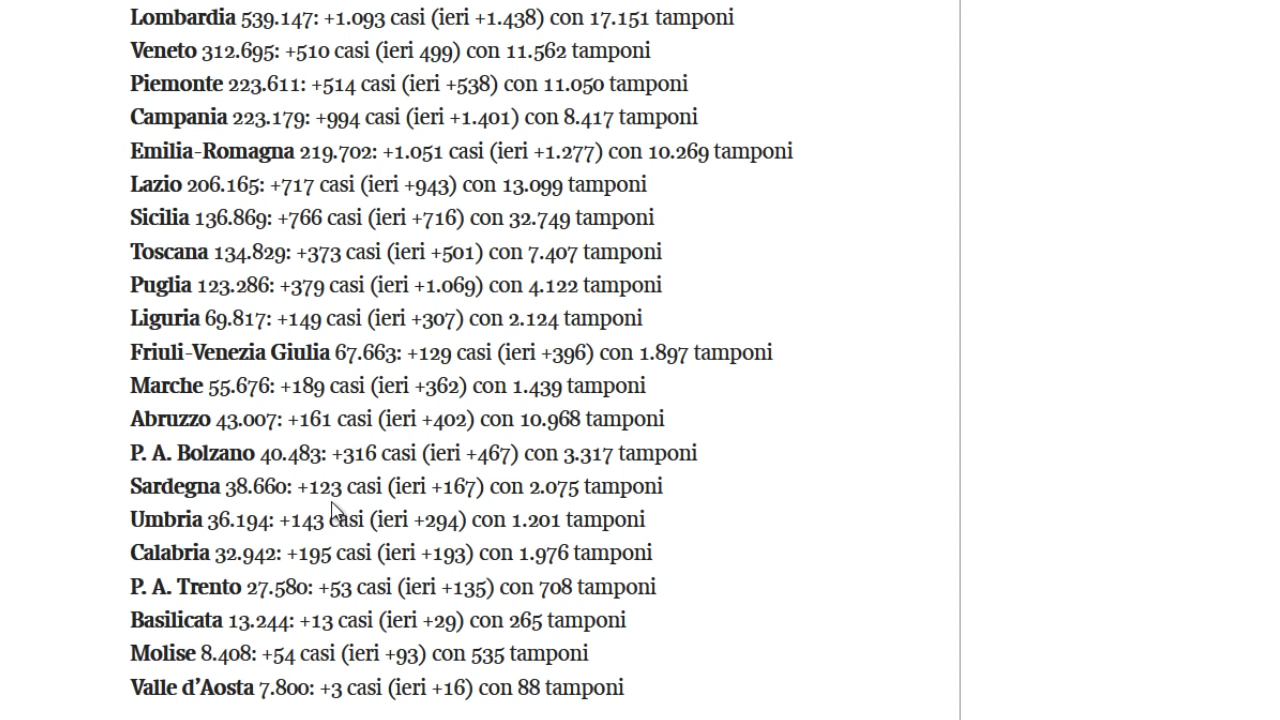 Lombardia 539.147: +1.093 casi (ieri +1.438) con 17.151 tamponi
Veneto 312.695: +510 casi (ieri 499) con 11.562 tamponi
Piemonte 223.611: +514 casi (ieri +538) con 11.050 tamponi
Campania 223.179: +994 casi (ieri +1.401) con 8.417 tamponi
Emilia-Romagna 219.702: +1.051 casi (ieri +1.277) con 10.269 tamponi
Lazio 206.165: +717 casi (ieri +943) con 13.099 tamponi
Sicilia 136.869: +766 casi (ieri +716) con 32.749 tamponi
Toscana 134.829: +373 casi (ieri +501) con 7.407 tamponi
Puglia 123.286: +379 casi (ieri +1.069) con 4.122 tamponi
Liguria 69.817: +149 casi (ieri +307) con 2.124 tamponi
Friuli-Venezia Giulia 67.663: +129 casi (ieri +396) con 1.897 tamponi
Marche 55.676: +189 casi (ieri +362) con 1.439 tamponi
Abruzzo 43.007: +161 casi (ieri +402) con 10.968 tamponi
P. A. Bolzano 40.483: +316 casi (ieri +467) con 3.317 tamponi
Sardegna 38.660: +123 casi (ieri +167) con 2.075 tamponi
Umbria 36.194: +143 casi (ieri +294) con 1.201 tamponi
Calabria 32.942: +195 casi (ieri +193) con 1.976 tamponi
P. A. Trento 27.580: +53 casi (ieri +135) con 708 tamponi
Basilicata 13.244: +13 casi (ieri +29) con 265 tamponi
Molise 8.408: +54 casi (ieri +93) con 535 tamponi
Valle d’Aosta 7.800: +3 casi (ieri +16) con 88 tamponi